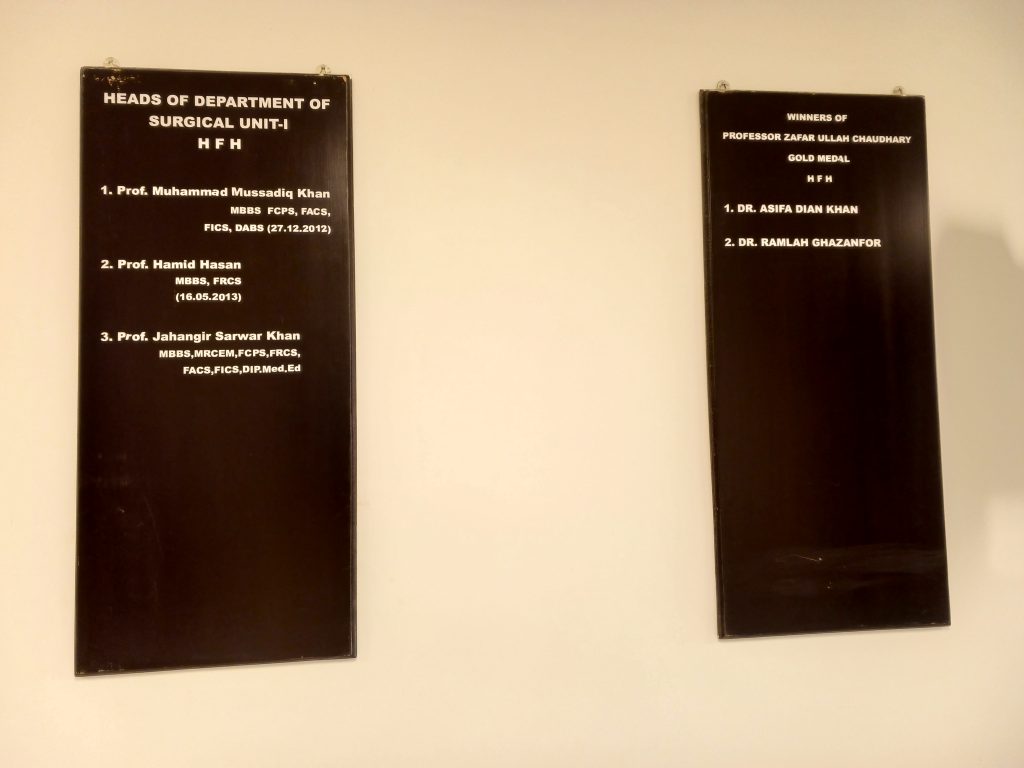 HEADS OF DEPARTMENT OF
SURGICAL UNIT-I
H F H
1. Prof. Muhammad Mussadiq Khan
MBBS FCPS, FACS,
FICS, DABS (27.12.2012)
2. Prof. Hamid Hasan
MBBS, FRCS
(16.05.2013)
3. Prof. Jahangir Sarwar Khan
MBBS,MRCEM,FCPS,FRCS,
FACS,FICS,DIP.Med.Ed
WINNERS OF
PROFESSOR ZAFAR ULLAH CHAUDHARY
GOLD MEDAL
H F H
1. DR. ASIFA DIAN KHAN
2. DR. RAMLAH GHAZANFOR